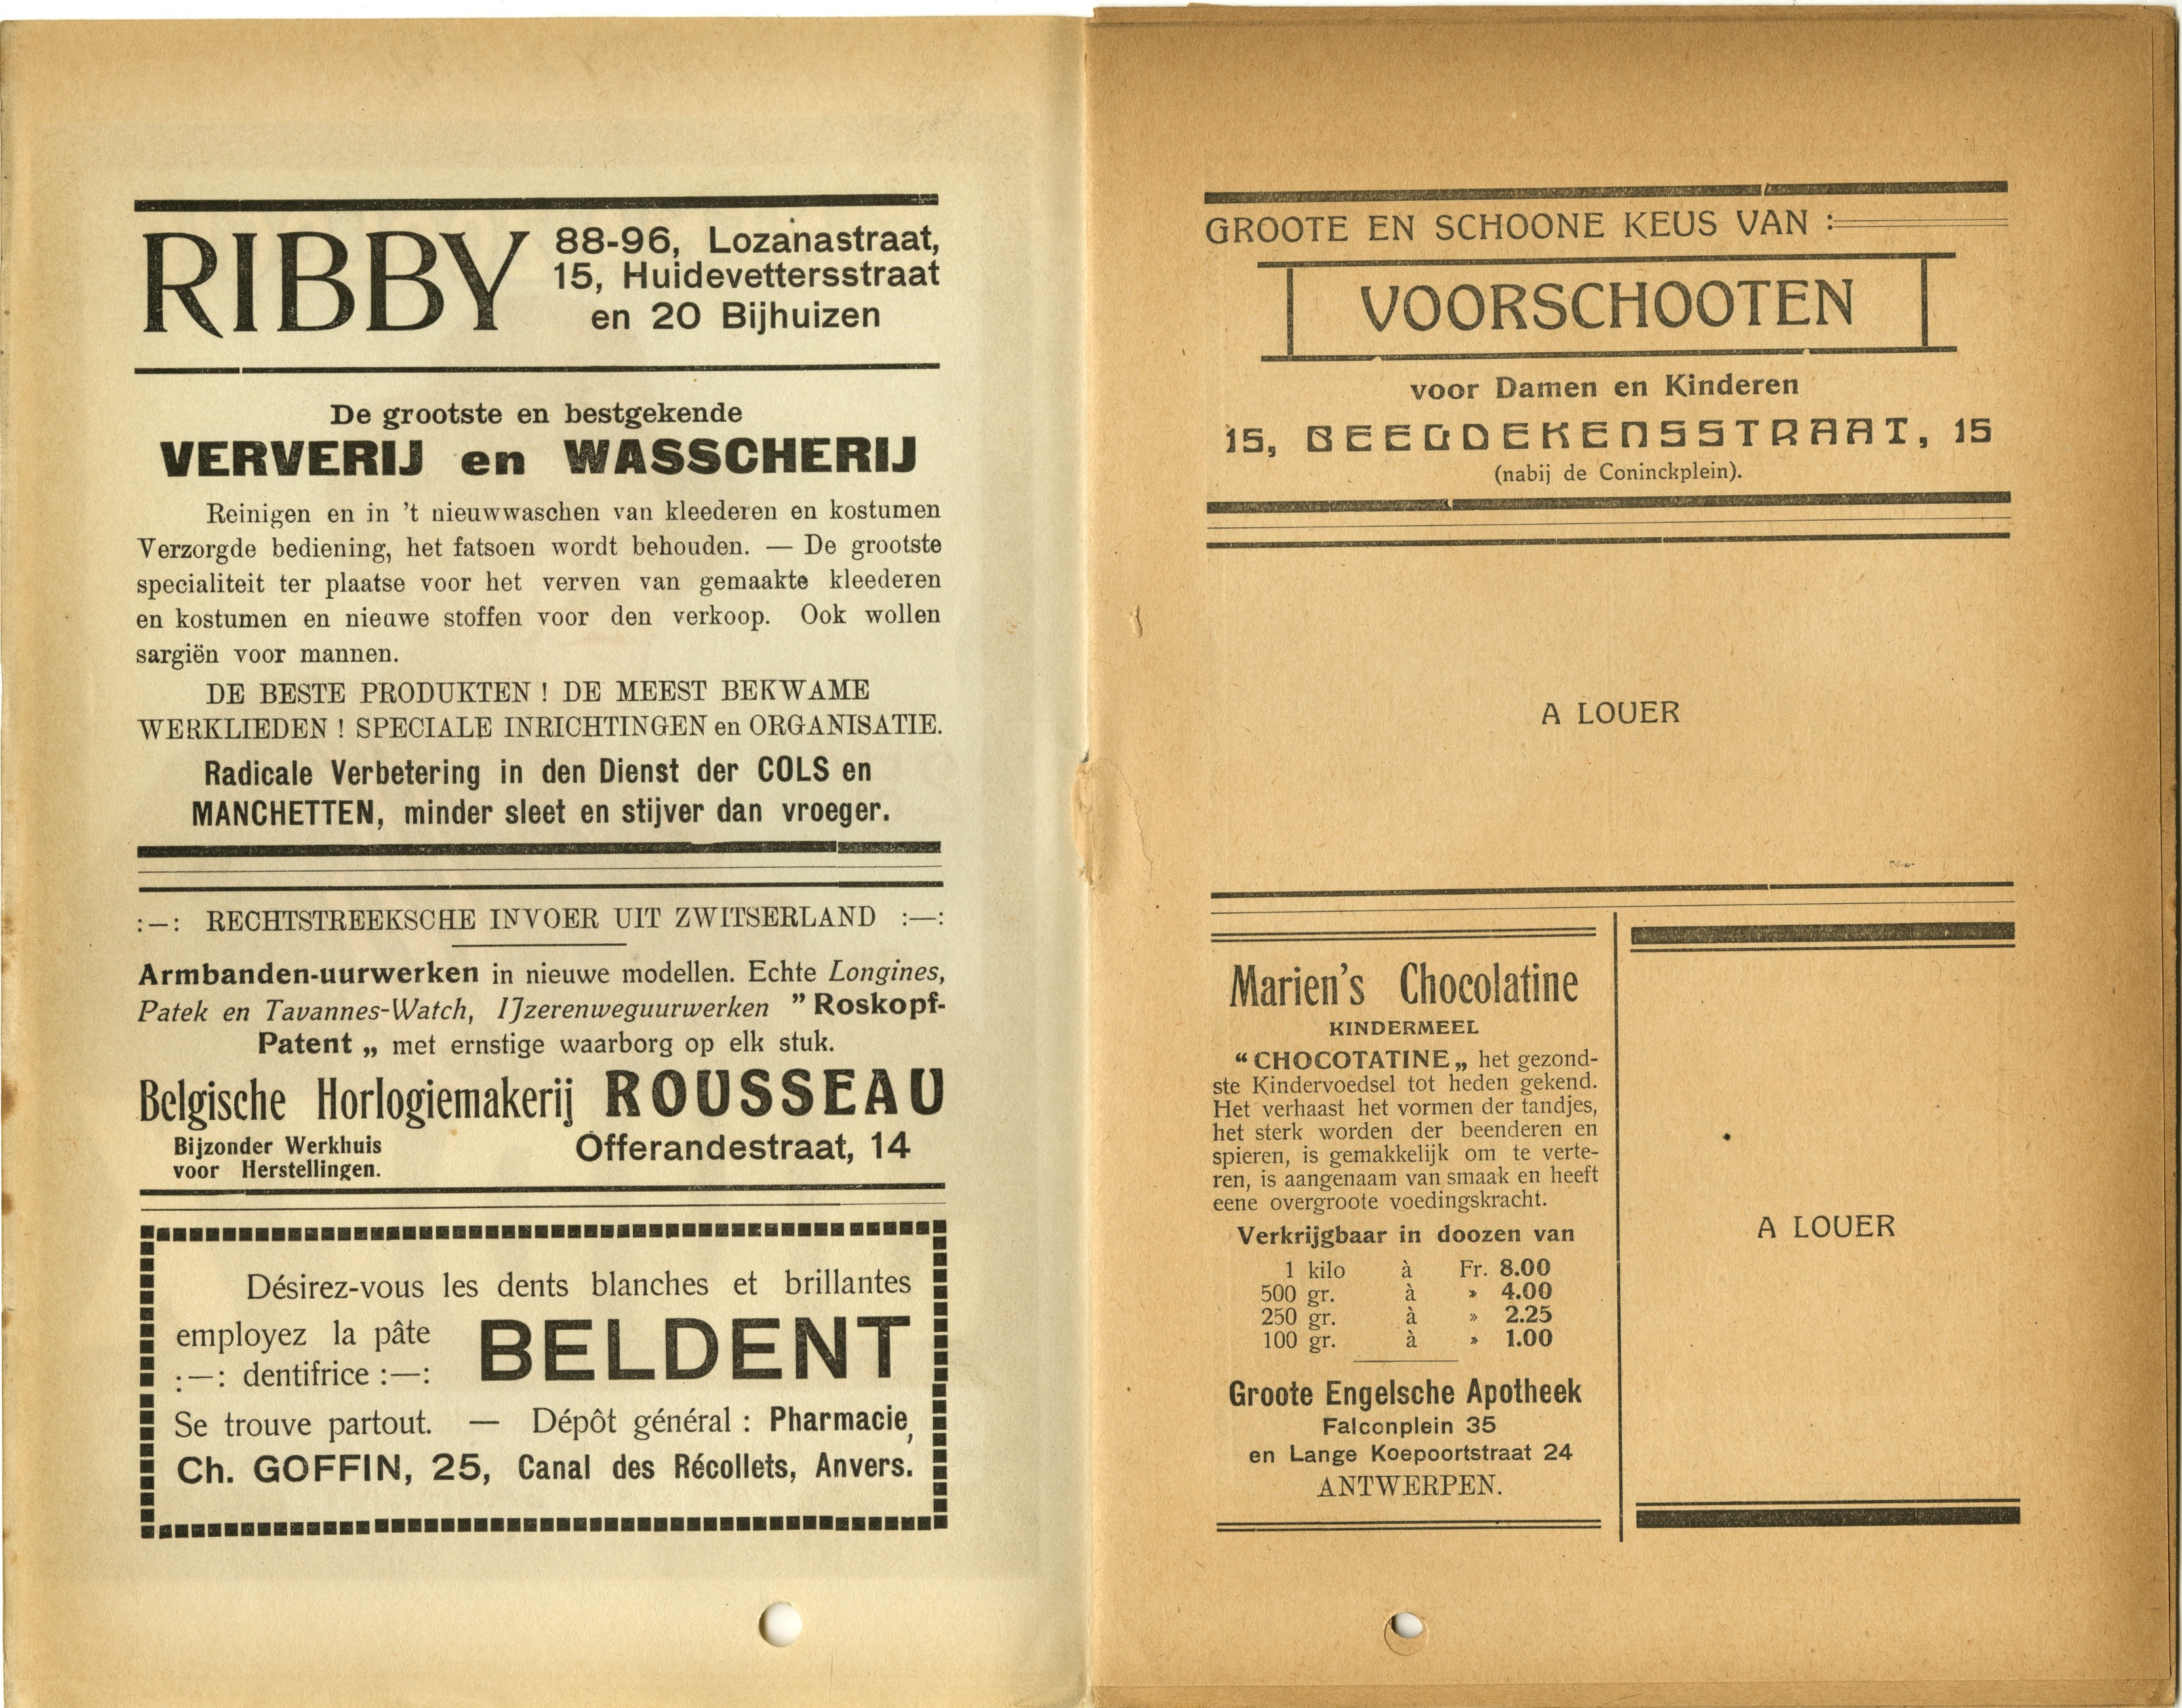 RIBBY
88-96, Lozanastraat,
15, Huidevettersstraat
en 20 Bijhuizen
De grootste en bestgekende
VERVERIJ en WASSCHERIJ
Reinigen en in 't nieuwwaschen van kleederen en kostumen
Verzorgde bediening, het fatsoen wordt behouden. — De grootste
specialiteit ter plaatse voor het verven van gemaakte kleederen
en kostumen en nieuwe stoffen voor den verkoop. Ook wollen
sargiën voor mannen.
DE BESTE PRODUKTEN ! DE MEEST BEKWAME
WERKLIEDEN ! SPECIALE INRICHTINGEN en ORGANISATIE.
Radicale Verbetering in den Dienst der COLS en
MANCHETTEN, minder sleet en stijver dan vroeger.
:—: RECHTSTREEKSCHE INVOER UIT ZWITSERLAND :—:
Armbanden-uurwerken in nieuwe modellen. Echte Longines,
Patek en Tavannes-Watch, IJzerenweguurwerken ” Roskopf-
Patent „ met ernstige waarborg op elk stuk.
Belgische Horlogiemakerij ROUSSEAU
Bijzonder Werkhuis
voor Herstellingen.
Offerandestraat, 14
Désirez-vous les dents blanches et brillantes
employez la pâte
:—: dentifrice :—:
BELDENT
Se trouve partout. — Dépôt général : Pharmacie,
Ch. GOFFIN, 25, Canal des Récollets, Anvers.
GROOTE EN SCHOONE KEUS VAN :
VOORSCHOOTEN
voor Damen en Kinderen
15, BEEGDEKENSSTRAAT, 15
(nabij de Coninckplein).
A LOUER
Marien's Chocolatine
KINDERMEEL
“ CHOCOTATINE „ het gezond-
ste Kindervoedsel tot heden gekend.
Het verhaast het vormen der tandjes,
het sterk worden der beenderen en
spieren, is gemakkelijk om te verte-
ren, is aangenaam van smaak en heeft
eene overgroote voedingskracht.
Verkrijgbaar in doozen van
1 kilo à Fr. 8.00
500 gr. à » 4.00
250 gr. à » 2.25
100 gr. à » 1.00
Groote Engelsche Apotheek
Falconplein 35
en Lange Koepoortstraat 24
ANTWERPEN.
A LOUER